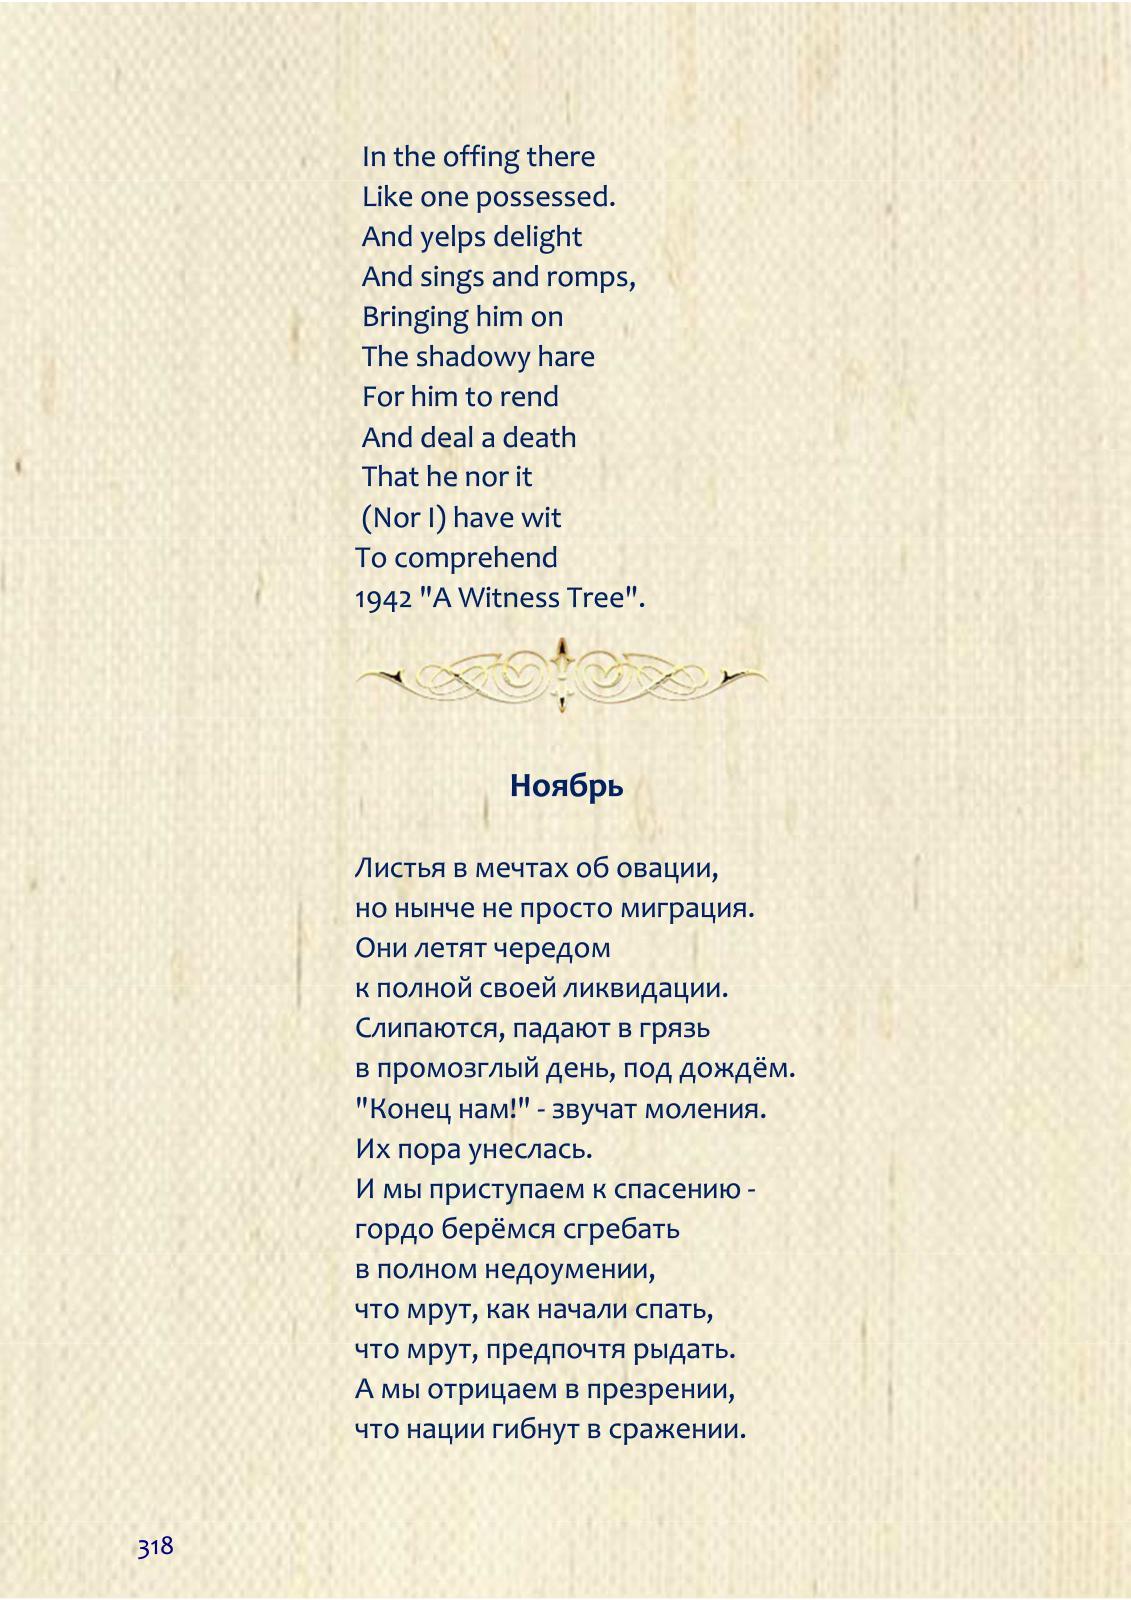 In the offing there
Like one possessed.
And yelps delight
And sings and romps,
Bringing him on
The shadowy hare
For him to rend
And deal a death
That he nor it
(Nor I) have wit
To comprehend
1942 "A Witness Tree".
Ноябрь
Листья в мечтах об овации,
но нынче не просто миграция.
Они летят чередом
к полной своей ликвидации.
Слипаются, падают в грязь
в промозглый день, под дождём.
"Конец нам!" - звучат моления.
Их пора унеслась.
И мы приступаем к спасению -
гордо берёмся сгребать
в полном недоумении,
что мрут, как начали спать,
что мрут, предпочтя рыдать.
А мы отрицаем в презрении,
что нации гибнут в сражении.
318